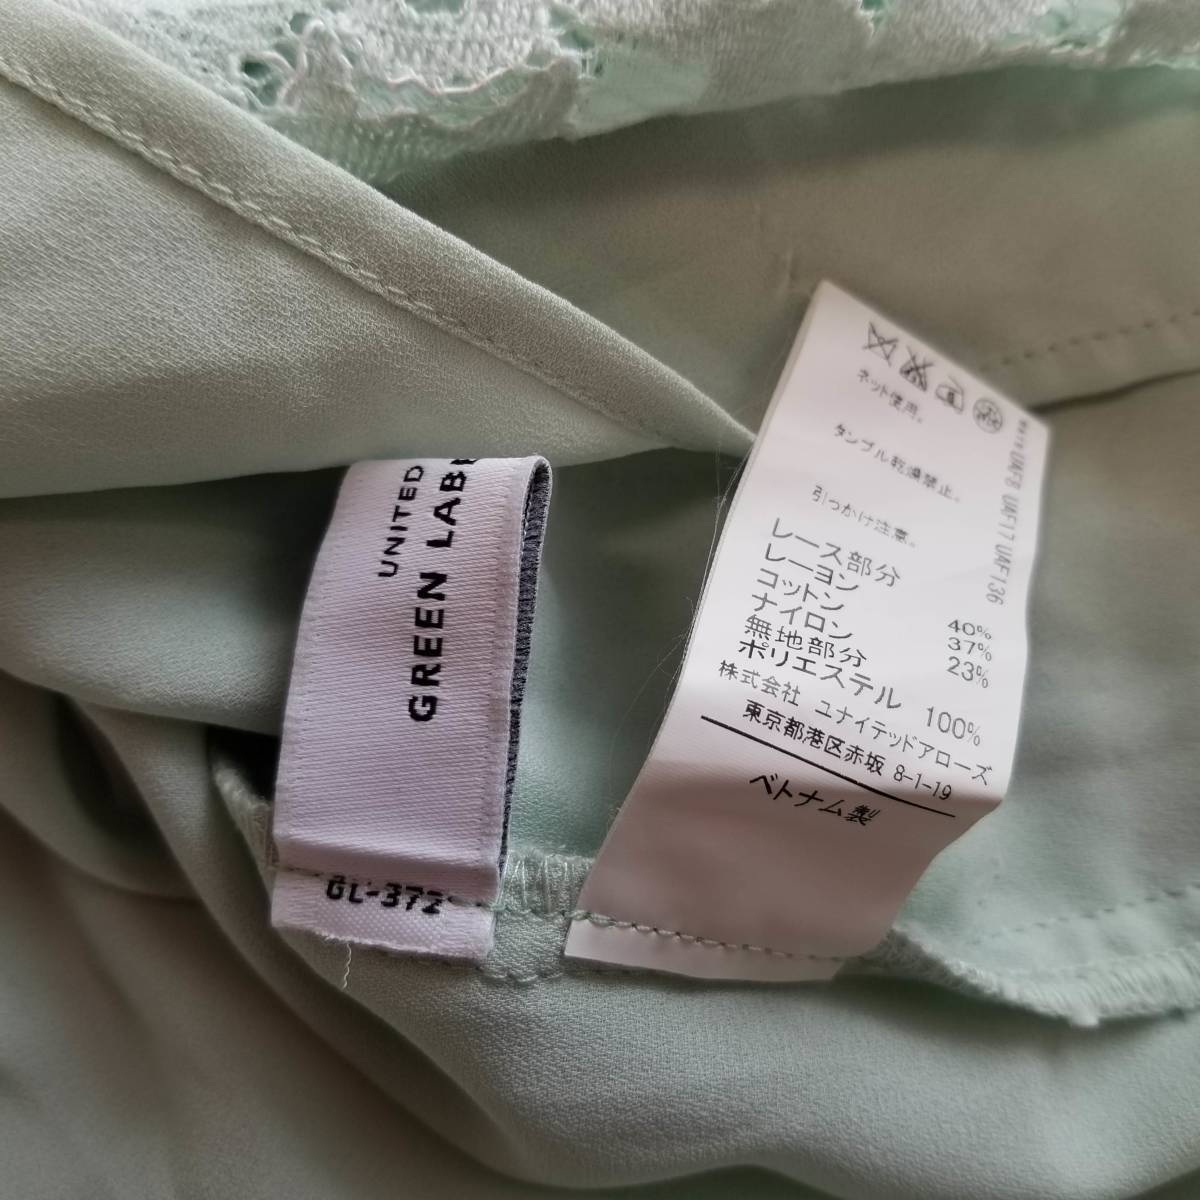 UNITED
GREEN LABE
GL-372
ネット使用。
タンブル乾燥禁止。
引っかけ注意。
レース部分
レーヨン 40%
コットン 37%
ナイロン 23%
無地部分
ポリエステル 100%
株式会社 ユナイテッドアローズ
東京都港区赤坂 8-1-19
ベトナム製
UAF8 UAF17 UAF136